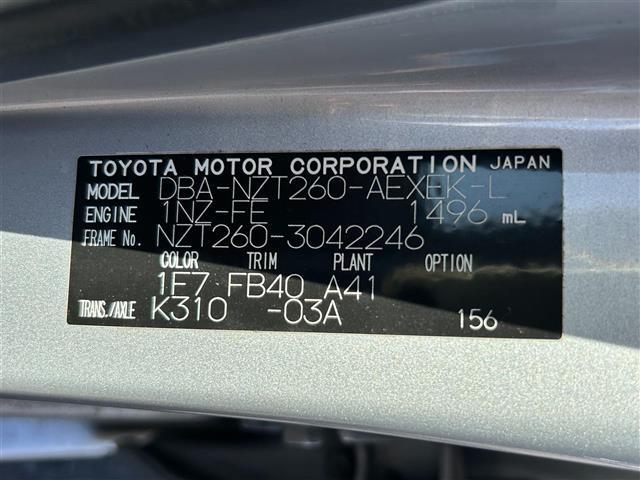 TOYOTA MOTOR CORPORATION JAPAN
MODEL DBA-NZT260-AEXEK-L
ENGINE 1NZ-FE 1496 mL
FRAME No. NZT260-3042246
COLOR TRIM PLANT OPTION
1F7 FB40 A41
TRANS./AXLE K310 -03A 156